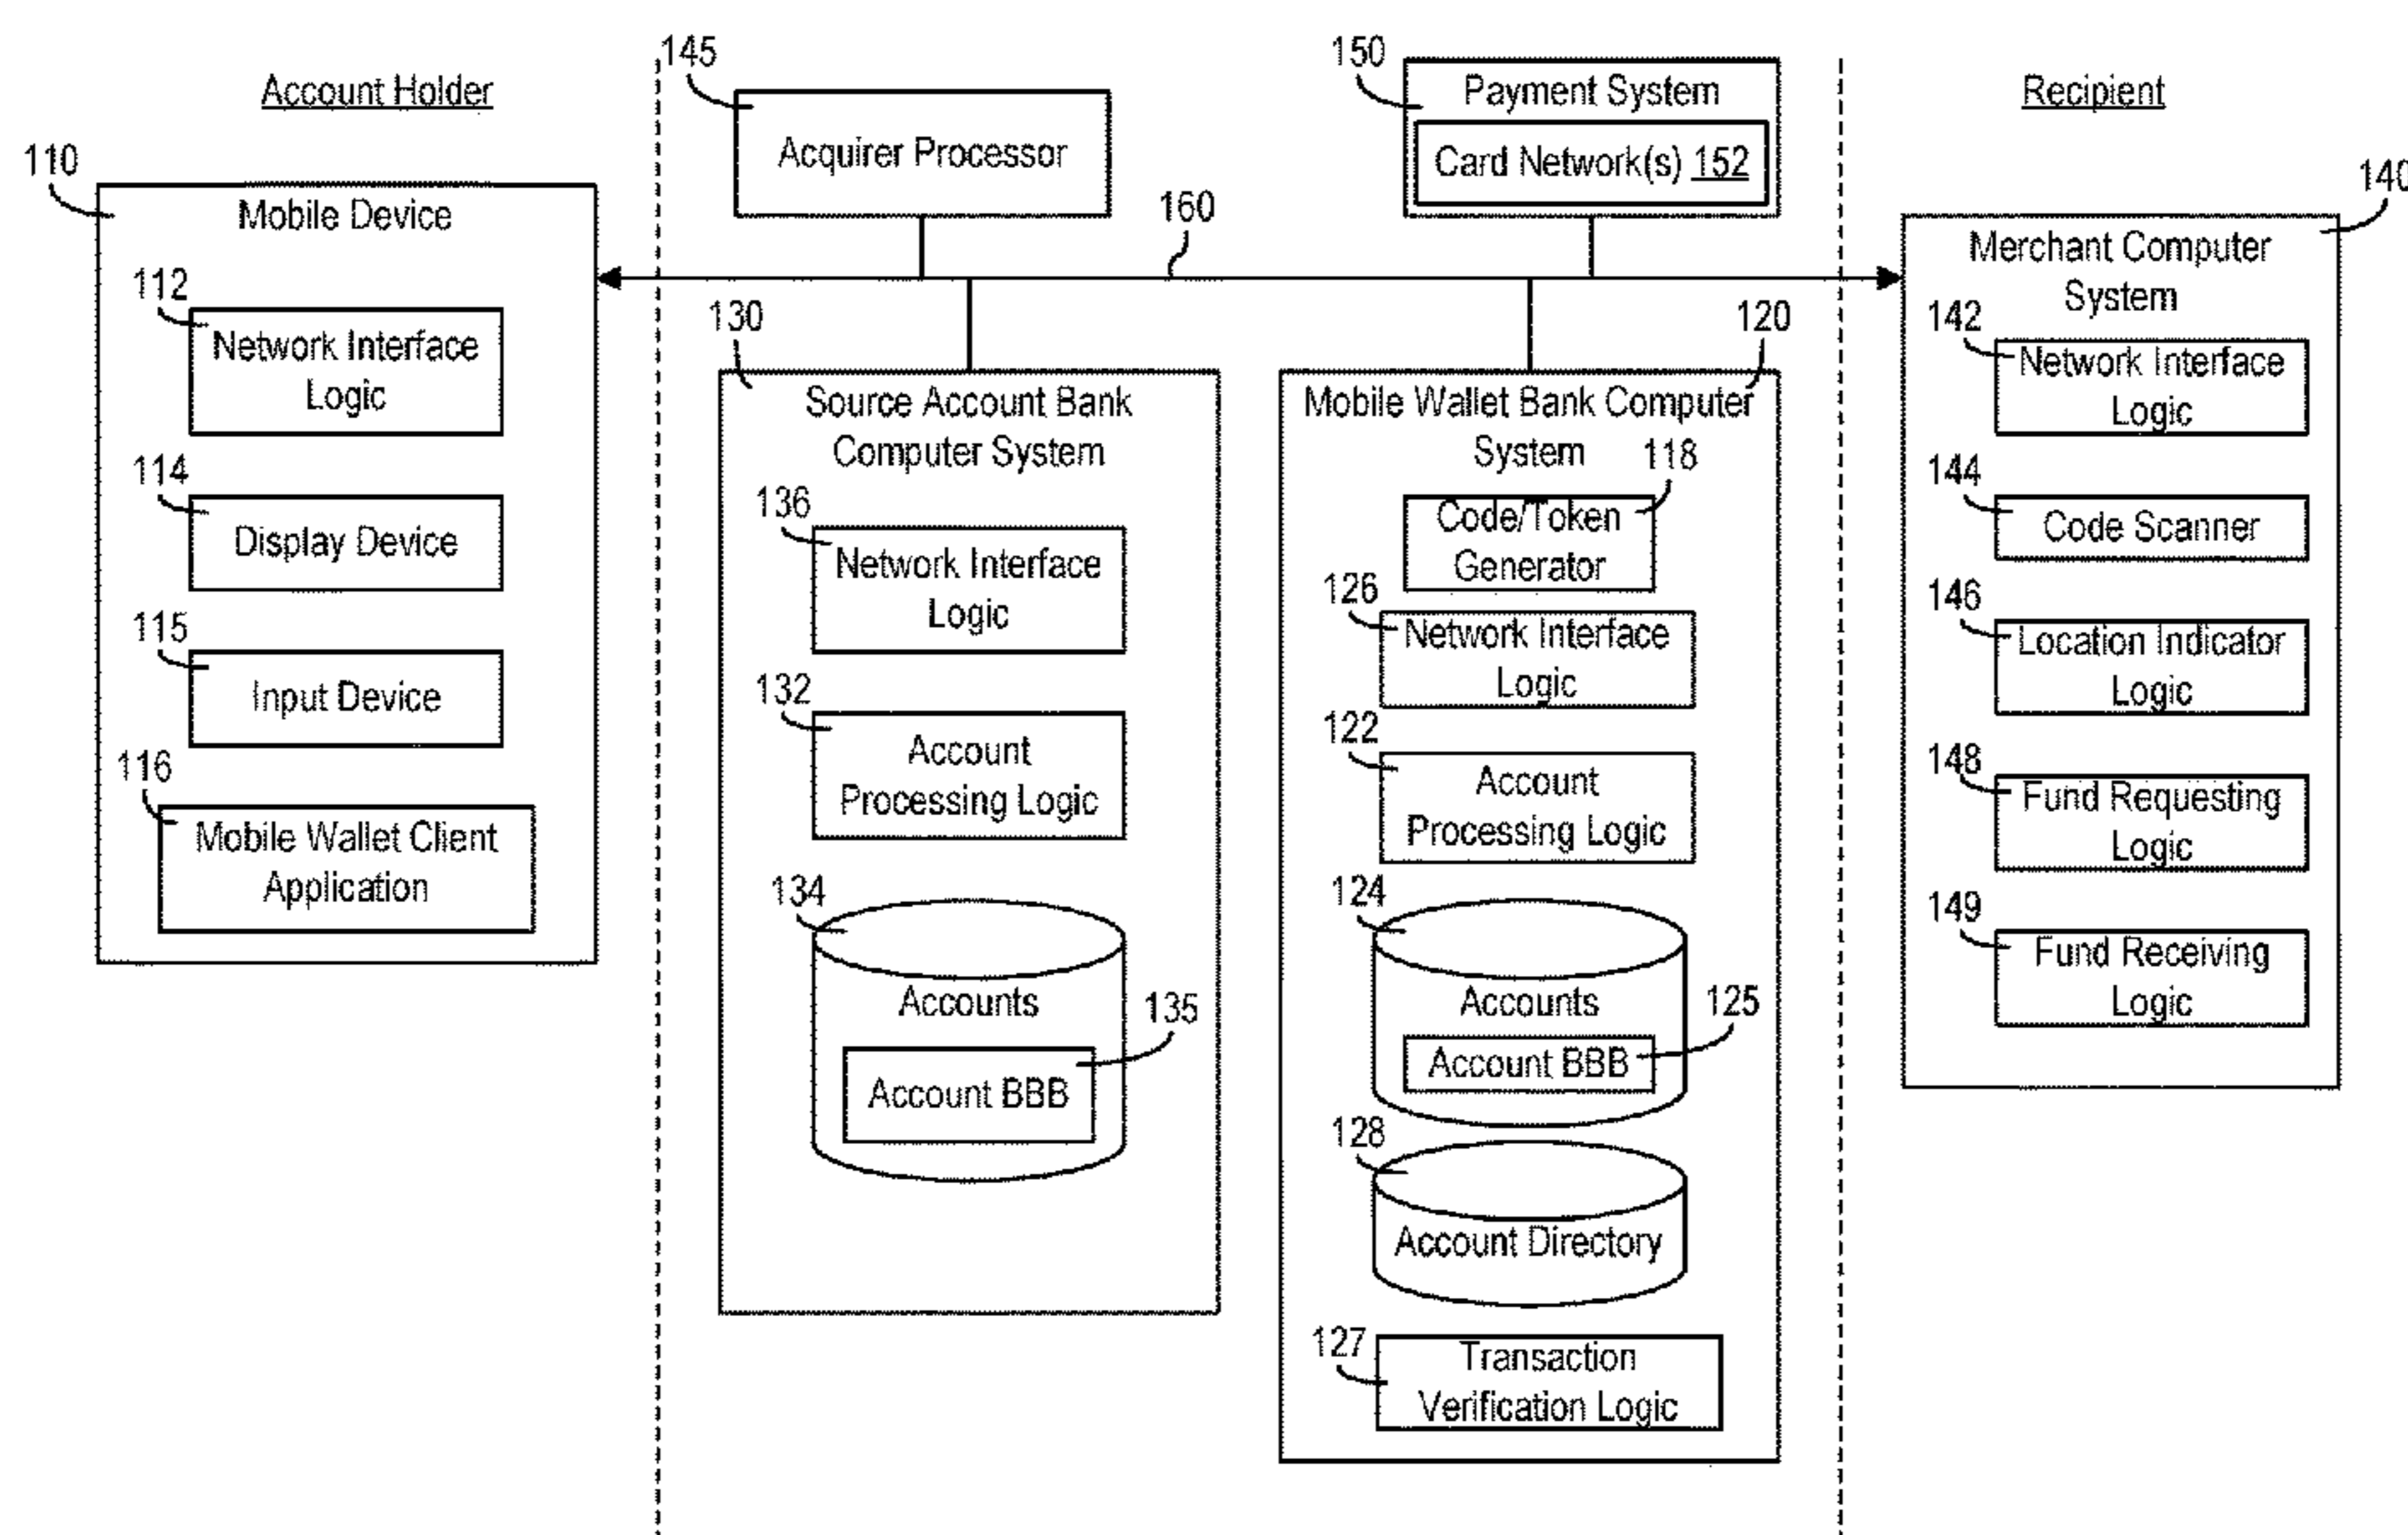 Account Holder
110
Mobile Device
112
Network Interface
Logic
114
Display Device
115
Input Device
116
Mobile Wallet Client
Application
145
Acquirer Processor
150
Payment System
Card Network(s) 152
160
130
Source Account Bank
Computer System
136
Network Interface
Logic
132
Account
Processing Logic
134
Accounts
135
Account BBB
120
Mobile Wallet Bank Computer
System
118
Code/Token
Generator
126
Network Interface
Logic
122
Account
Processing Logic
124
Accounts
125
Account BBB
128
Account Directory
127
Transaction
Verification Logic
Recipient
140
Merchant Computer
System
142
Network Interface
Logic
144
Code Scanner
146
Location Indicator
Logic
148
Fund Requesting
Logic
149
Fund Receiving
Logic